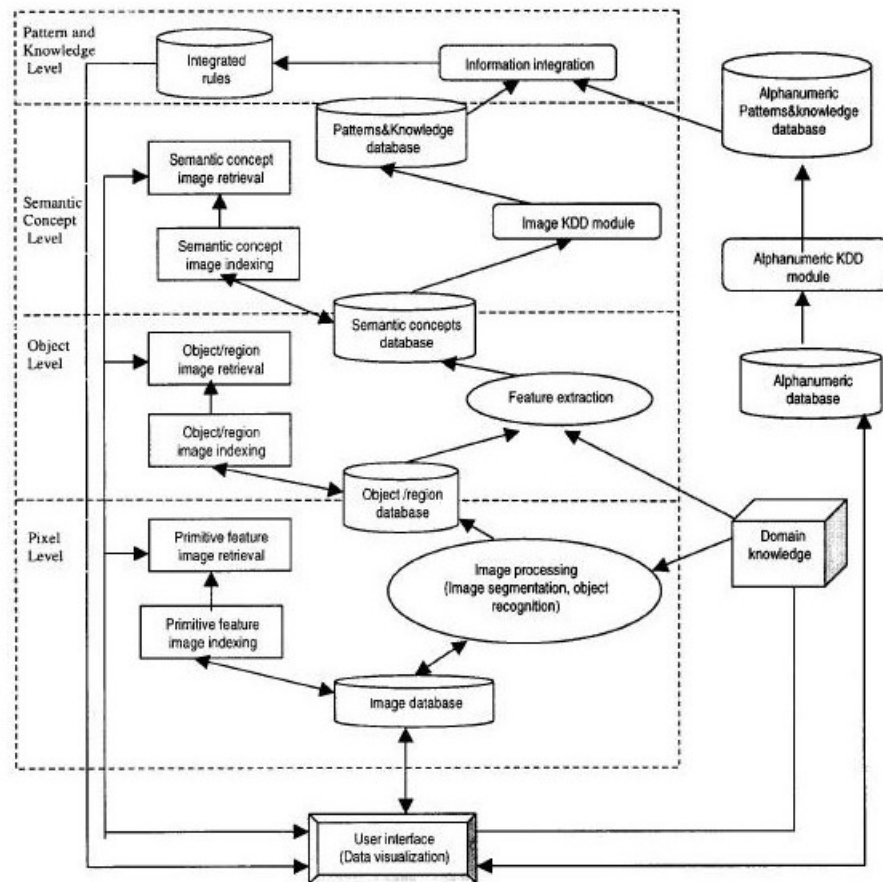 Pattern and
Knowledge
Level
Integrated
rules
Information integration
Alphanumeric
Patterns&knowledge
database
Patterns&Knowledge
database
Semantic concept
image retrieval
Semantic
Concept
Level
Image KDD module
Semantic concept
image indexing
Alphanumeric KDD
module
Semantic concepts
database
Object
Level
Object/region
image retrieval
Alphanumeric
database
Feature extraction
Object/region
image indexing
Object /region
database
Pixel
Level
Primitive feature
image retrieval
Domain
knowledge
Image processing
(Image segmentation, object
recognition)
Primitive feature
image indexing
Image database
User interface
(Data visualization)